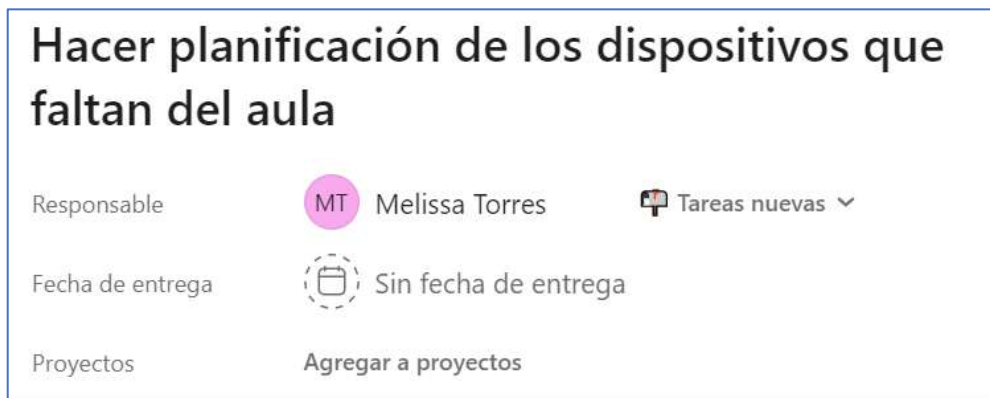 Hacer planificación de los dispositivos que
faltan del aula
Responsable MT Melissa Torres Tareas nuevas
Fecha de entrega Sin fecha de entrega
Proyectos Agregar a proyectos